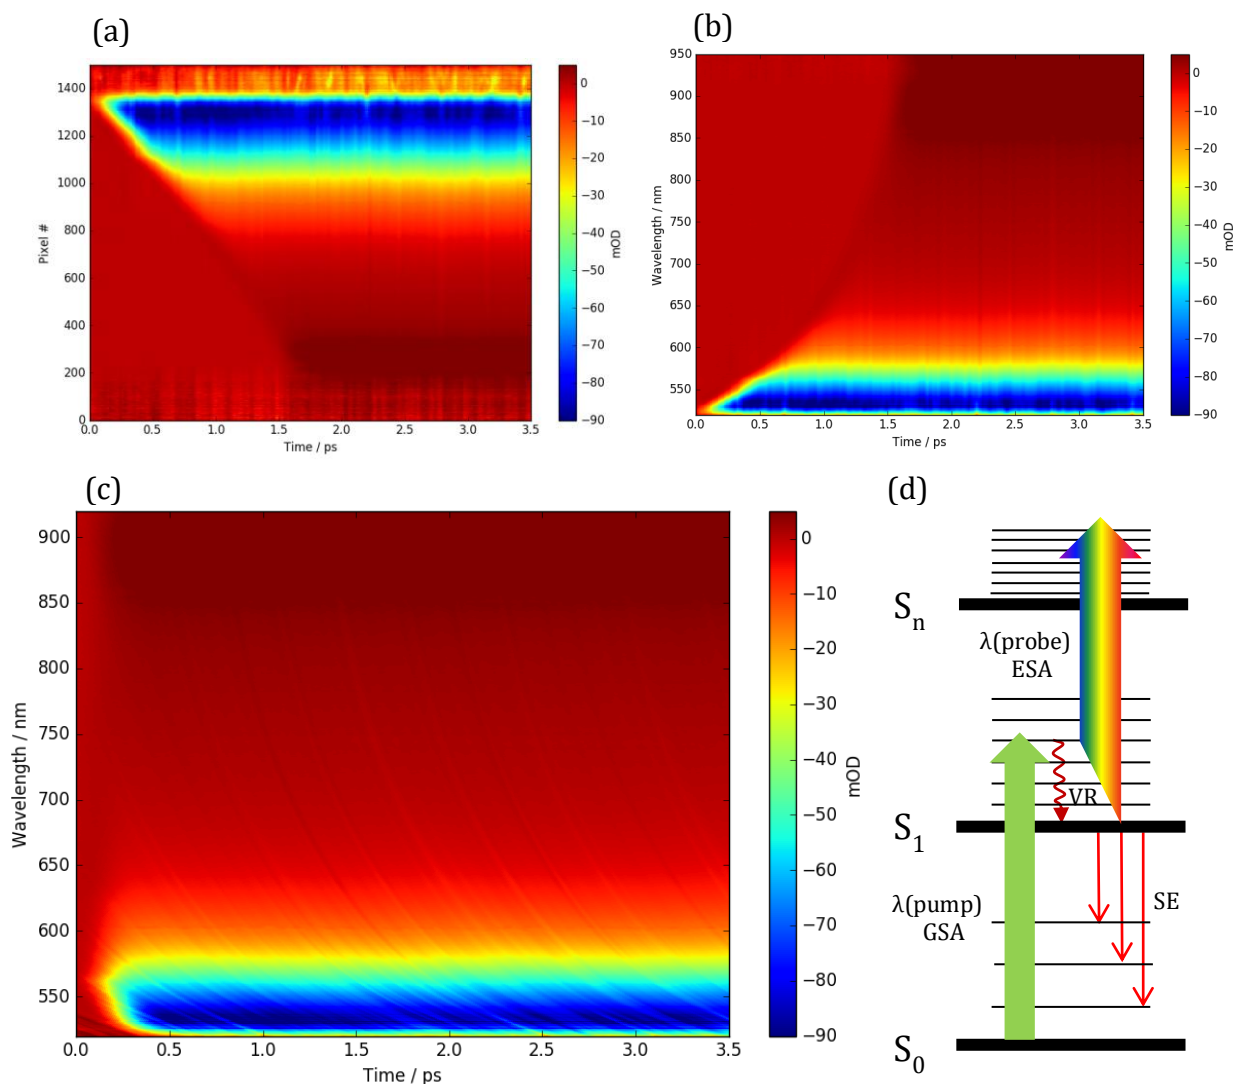 (a)
1400
1200
1000
800
600
400
200
0
Pixel #
0.0 0.5 1.0 1.5 2.0 2.5 3.0 3.5
Time / ps
0
−10
−20
−30
−40
−50
−60
−70
−80
−90
mOD
(b)
950
900
850
800
750
700
650
600
550
Wavelength / nm
0.0 0.5 1.0 1.5 2.0 2.5 3.0 3.5
Time / ps
0
−10
−20
−30
−40
−50
−60
−70
−80
−90
mOD
(c)
900
850
800
750
700
650
600
550
Wavelength / nm
0.0 0.5 1.0 1.5 2.0 2.5 3.0 3.5
Time / ps
0
−10
−20
−30
−40
−50
−60
−70
−80
−90
mOD
(d)
Sn
λ(probe)
ESA
VR
S1
λ(pump)
GSA
SE
S0